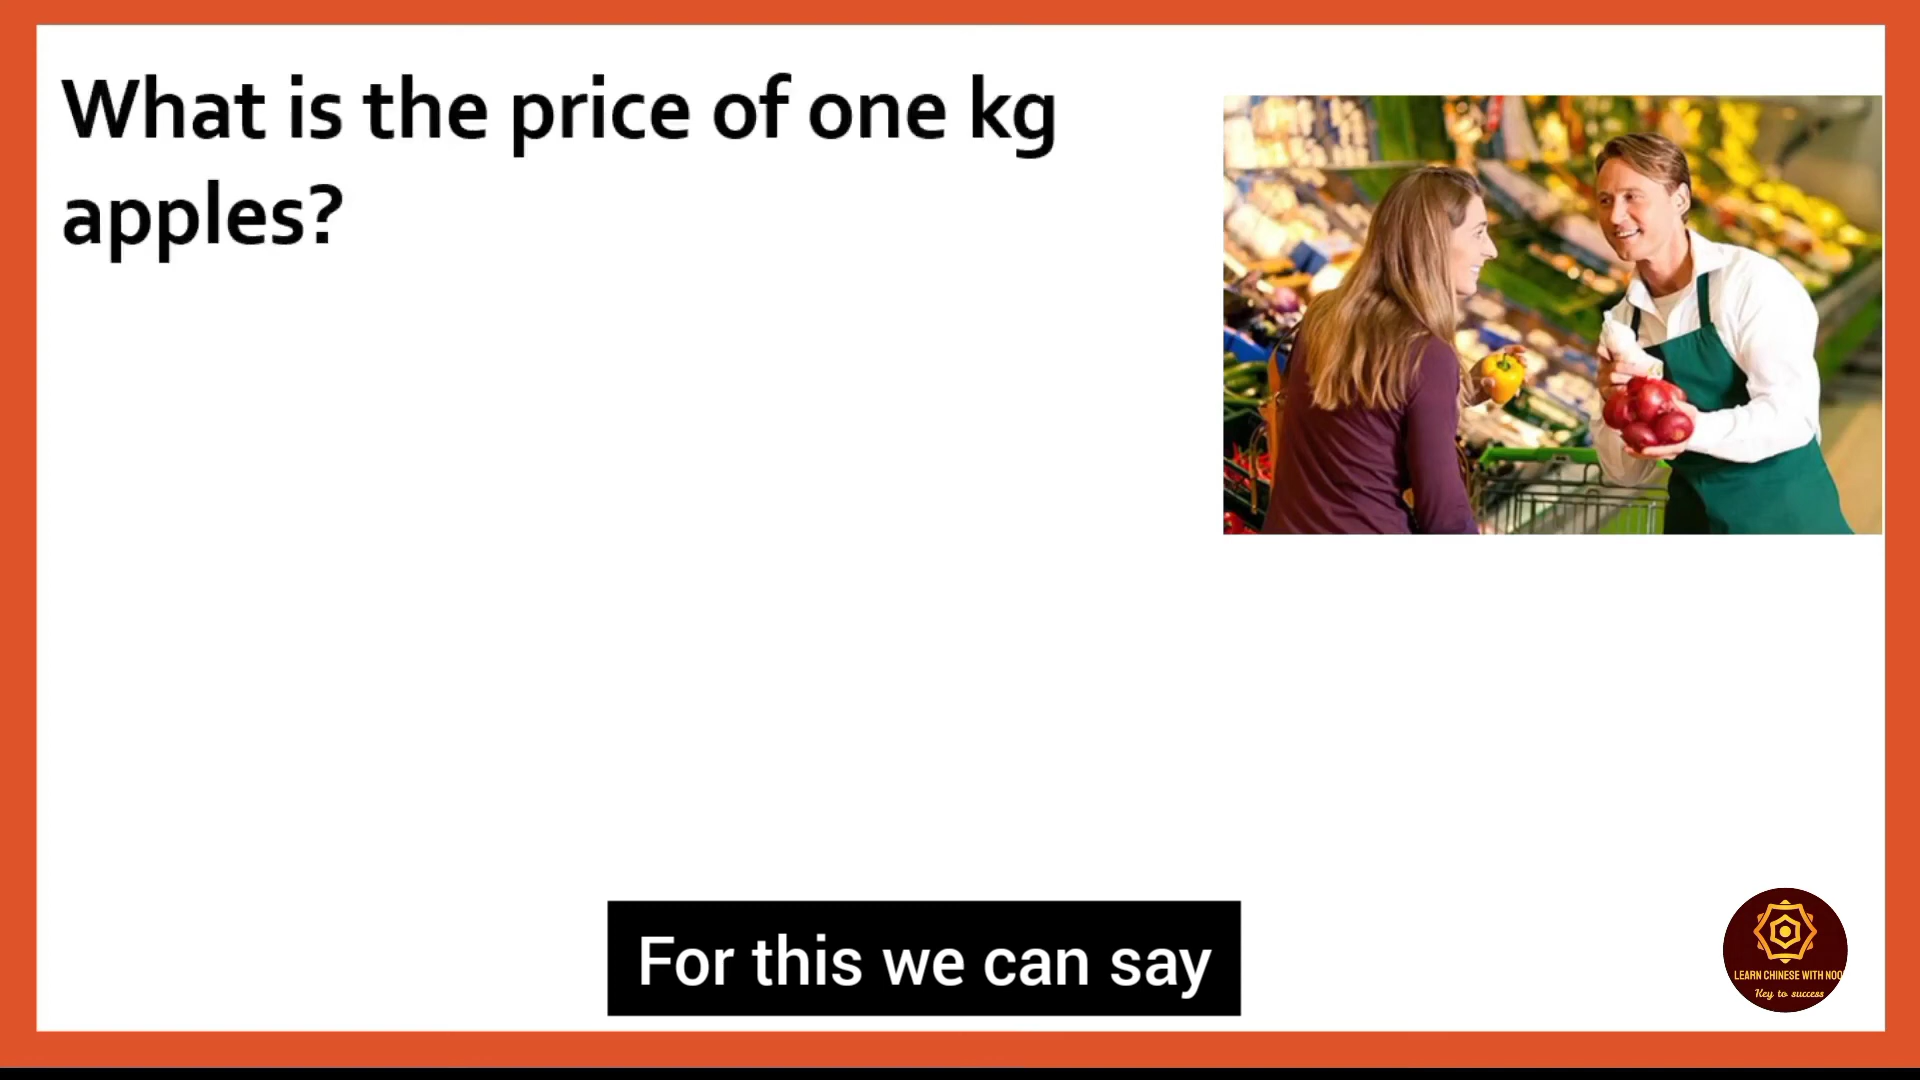 What is the price of one kg
apples?
For this we can say
LEARN CHINESE WITH NOO
Key to success